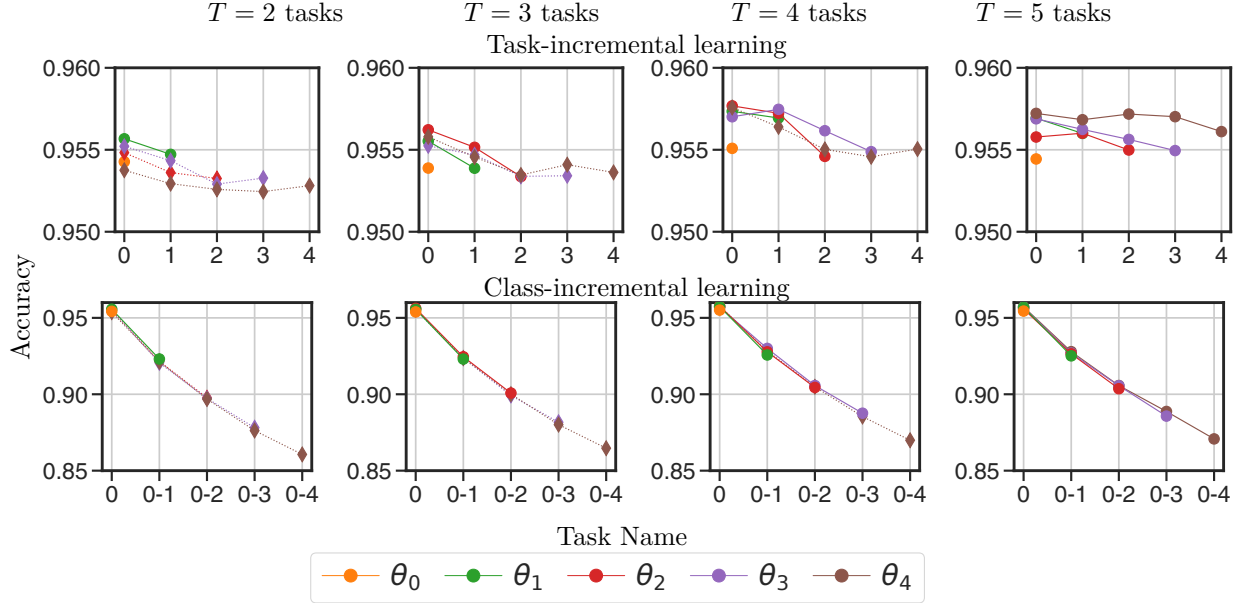 T = 2 tasks T = 3 tasks T = 4 tasks T = 5 tasks
Task-incremental learning
0.960 0.960 0.960 0.960
0.955 0.955 0.955 0.955
0.950 0.950 0.950 0.950
0 1 2 3 4 0 1 2 3 4 0 1 2 3 4 0 1 2 3 4
Accuracy
Class-incremental learning
0.95 0.95 0.95 0.95
0.90 0.90 0.90 0.90
0.85 0.85 0.85 0.85
0 0-1 0-2 0-3 0-4 0 0-1 0-2 0-3 0-4 0 0-1 0-2 0-3 0-4 0 0-1 0-2 0-3 0-4
Task Name
θ₀ θ₁ θ₂ θ₃ θ₄